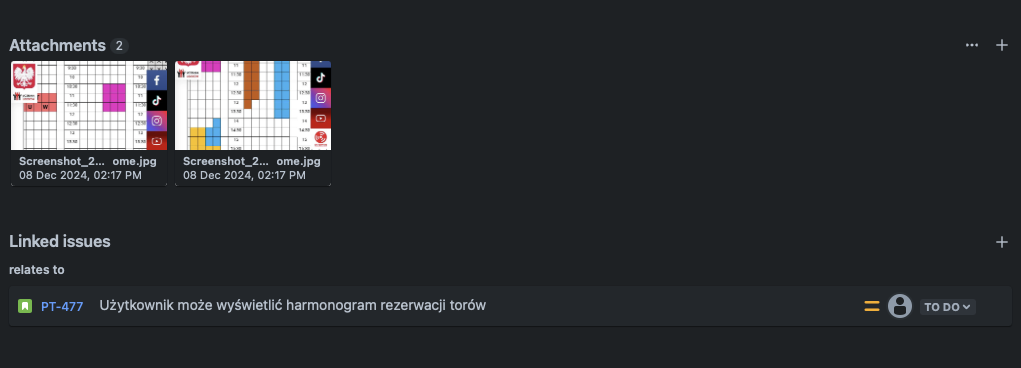 Attachments 2
Screenshot_2... ome.jpg
08 Dec 2024, 02:17 PM
Screenshot_2... ome.jpg
08 Dec 2024, 02:17 PM
Linked issues
relates to
PT-477 Użytkownik może wyświetlić harmonogram rezerwacji torów TO DO